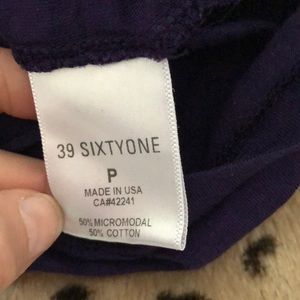 39 SIXTYONE
P
MADE IN USA
CA#42241
50% MICROMODAL
50% COTTON